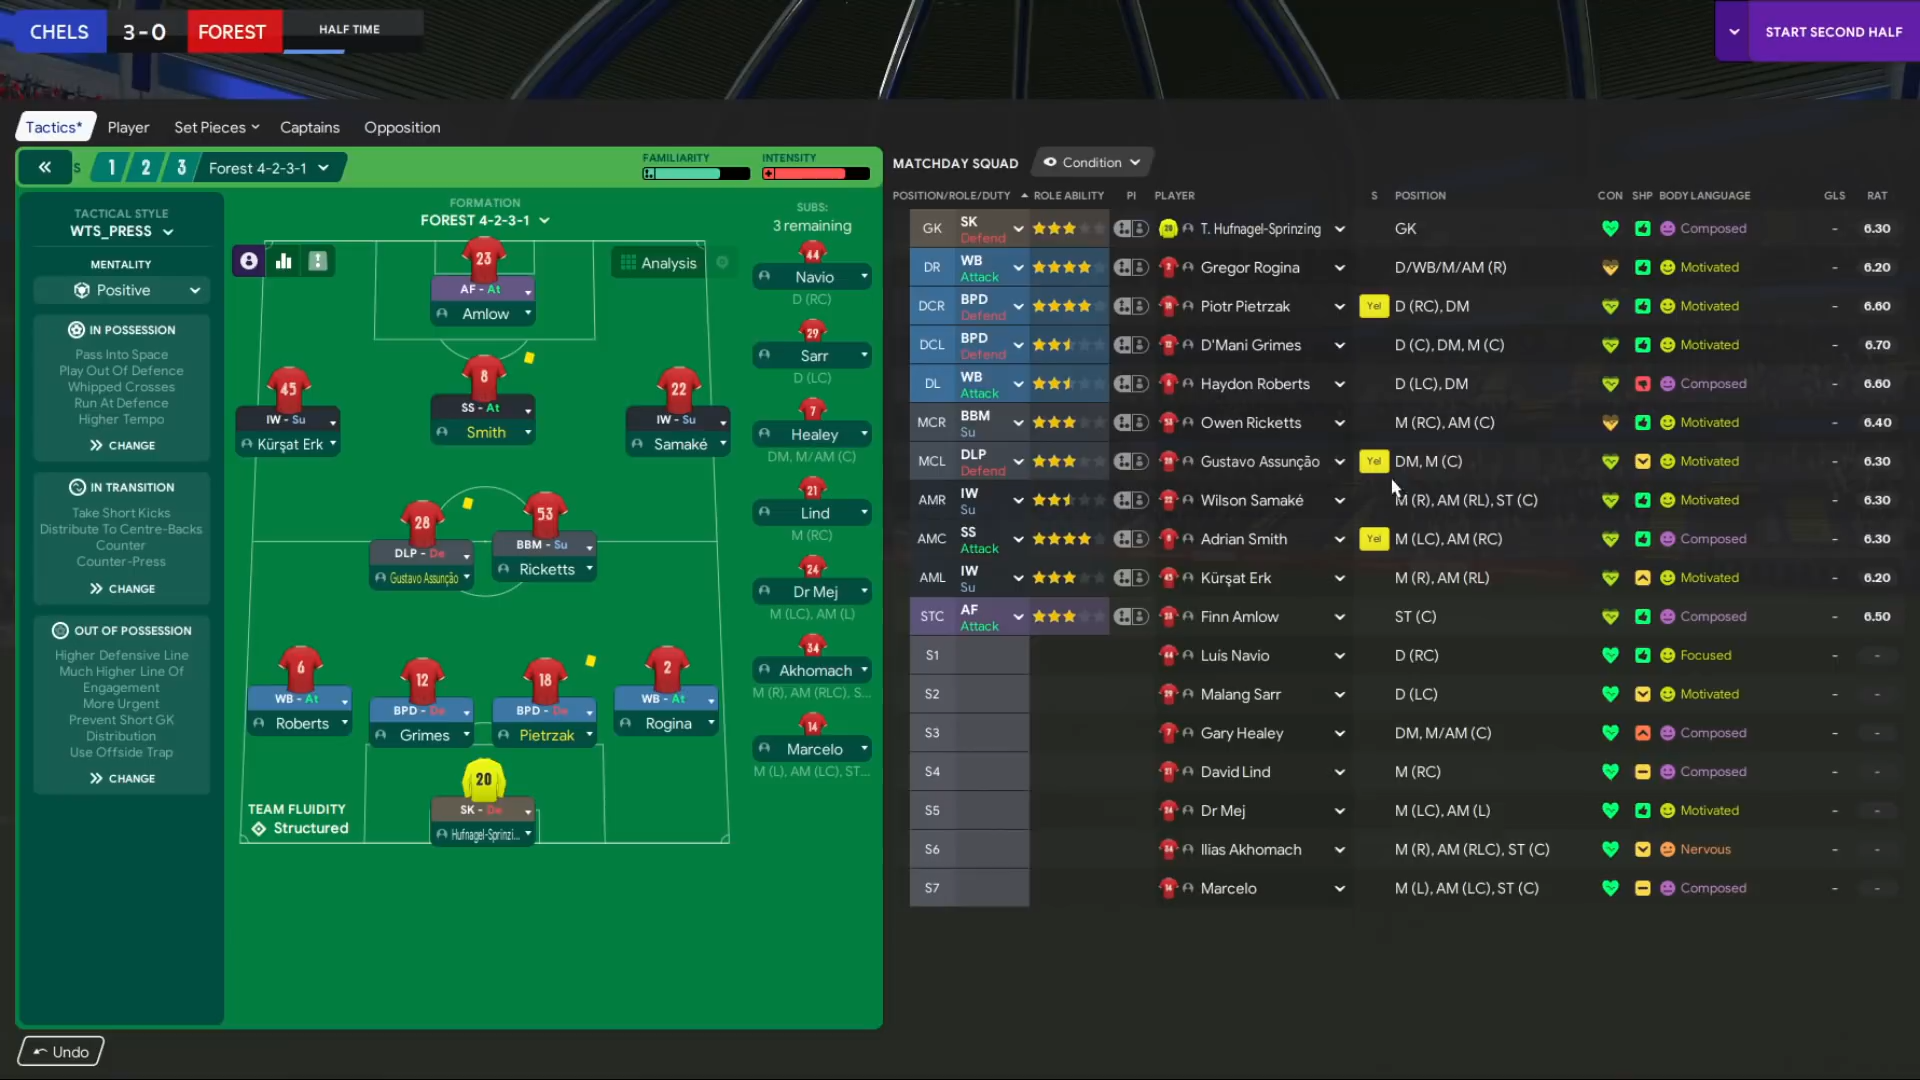 CHELS 3-0 FOREST HALF TIME
START SECOND HALF
Tactics* Player Set Pieces Captains Opposition
S 1 2 3 Forest 4-2-3-1
FAMILIARITY
INTENSITY
TACTICAL STYLE
WTS_PRESS
MENTALITY
Positive
IN POSSESSION
Pass Into Space
Play Out Of Defence
Whipped Crosses
Run At Defence
Higher Tempo
CHANGE
IN TRANSITION
Take Short Kicks
Distribute To Centre-Backs
Counter
Counter-Press
CHANGE
OUT OF POSSESSION
Higher Defensive Line
Much Higher Line Of
Engagement
More Urgent
Prevent Short GK
Distribution
Use Offside Trap
CHANGE
FORMATION
FOREST 4-2-3-1
Analysis
23
AF - At
Amlow
45
IW - Su
Kürşat Erk
8
SS - At
Smith
22
IW - Su
Samaké
28
DLP - De
Gustavo Assunção
53
BBM - Su
Ricketts
6
WB - At
Roberts
12
BPD - De
Grimes
18
BPD - De
Pietrzak
2
WB - At
Rogina
20
SK - De
Hufnagel-Sprinzi...
TEAM FLUIDITY
Structured
SUBS:
3 remaining
44
Navio
D (RC)
29
Sarr
D (LC)
7
Healey
DM, M/AM (C)
21
Lind
M (RC)
24
Dr Mej
M (LC), AM (L)
34
Akhomach
M (R), AM (RLC), S...
14
Marcelo
M (L), AM (LC), ST...
Undo
MATCHDAY SQUAD Condition
POSITION/ROLE/DUTY ROLE ABILITY PI PLAYER S POSITION CON SHP BODY LANGUAGE GLS RAT
GK SK Defend T. Hufnagel-Sprinzing GK Composed - 6.30
DR WB Attack Gregor Rogina D/WB/M/AM (R) Motivated - 6.20
DCR BPD Defend Piotr Pietrzak Yel D (RC), DM Motivated - 6.60
DCL BPD Defend D'Mani Grimes D (C), DM, M (C) Motivated - 6.70
DL WB Attack Haydon Roberts D (LC), DM Composed - 6.60
MCR BBM Su Owen Ricketts M (RC), AM (C) Motivated - 6.40
MCL DLP Defend Gustavo Assunção Yel DM, M (C) Motivated - 6.30
AMR IW Su Wilson Samaké M (R), AM (RL), ST (C) Motivated - 6.30
AMC SS Attack Adrian Smith Yel M (LC), AM (RC) Composed - 6.30
AML IW Su Kürşat Erk M (R), AM (RL) Motivated - 6.20
STC AF Attack Finn Amlow ST (C) Composed - 6.50
S1 Luís Navio D (RC) Focused - -
S2 Malang Sarr D (LC) Motivated - -
S3 Gary Healey DM, M/AM (C) Composed - -
S4 David Lind M (RC) Composed - -
S5 Dr Mej M (LC), AM (L) Motivated - -
S6 Ilias Akhomach M (R), AM (RLC), ST (C) Nervous - -
S7 Marcelo M (L), AM (LC), ST (C) Composed - -